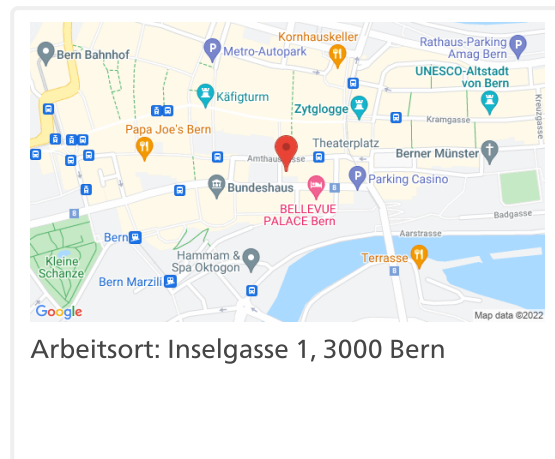 Kornhauskeller
Rathaus-Parking
Amag Bern
Bern Bahnhof
Metro-Autopark
UNESCO-Altstadt
von Bern
Käfigturm
Zytglogge
Kramgasse
Kreuzgasse
Papa Joe's Bern
Theaterplatz
Berner Münster
Amthausgasse
Parking Casino
Bundeshaus
BELLEVUE
PALACE Bern
Badgasse
Bern
Aarstrasse
Kleine
Schanze
Hammam &
Spa Oktogon
Terrasse
Bern Marzili
Google
Map data ©2022
Arbeitsort: Inselgasse 1, 3000 Bern